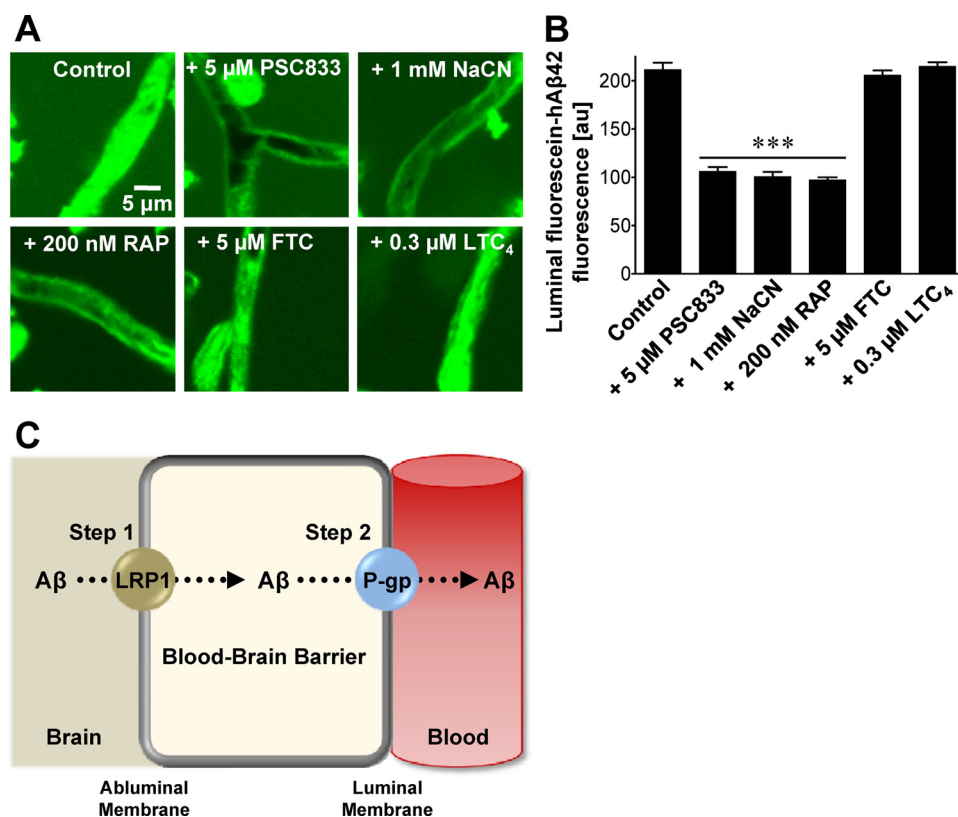 A
Control
+ 5 µM PSC833
+ 1 mM NaCN
5 µm
+ 200 nM RAP
+ 5 µM FTC
+ 0.3 µM LTC₄
B
Luminal fluorescein-hAβ42
fluorescence [au]
200
150
100
50
0
***
Control
+ 5 µM PSC833
+ 1 mM NaCN
+ 200 nM RAP
+ 5 µM FTC
+ 0.3 µM LTC₄
C
Step 1
Step 2
Aβ
LRP1
Aβ
P-gp
Aβ
Blood-Brain Barrier
Brain
Blood
Abluminal
Membrane
Luminal
Membrane